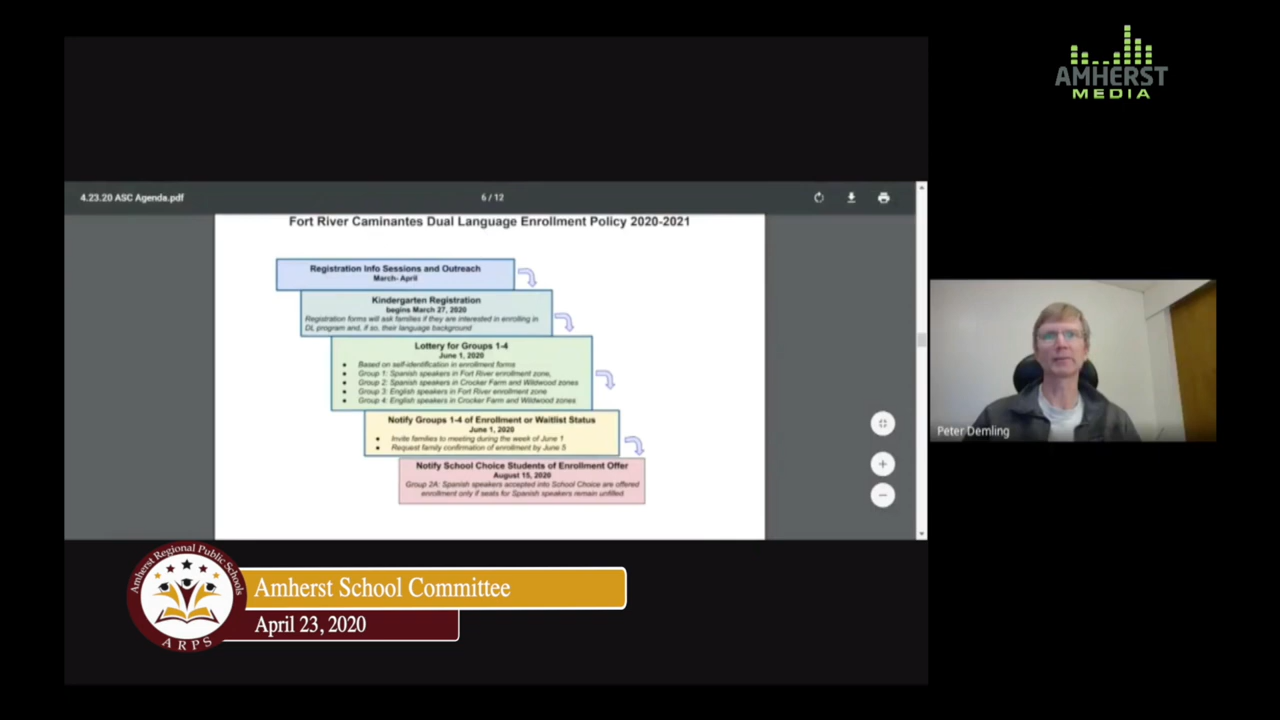 AMHERST
MEDIA
4.23.20 ASC Agenda.pdf
6 / 12
Fort River Caminantes Dual Language Enrollment Policy 2020-2021
Registration Info Sessions and Outreach
March- April
Kindergarten Registration
begins March 27, 2020
Registration forms will ask families if they are interested in enrolling in
DL program and, if so, their language background
Lottery for Groups 1-4
June 1, 2020
Based on self-identification in enrollment forms
Group 1: Spanish speakers in Fort River enrollment zone,
Group 2: Spanish speakers in Crocker Farm and Wildwood zones
Group 3: English speakers in Fort River enrollment zone
Group 4: English speakers in Crocker Farm and Wildwood zones
Notify Groups 1-4 of Enrollment or Waitlist Status
June 1, 2020
Invite families to meeting during the week of June 1
Request family confirmation of enrollment by June 5
Notify School Choice Students of Enrollment Offer
August 15, 2020
Group 2A: Spanish speakers accepted into School Choice are offered
enrollment only if seats for Spanish speakers remain unfilled
Peter Demling
Amherst Regional Public Schools
ARPS
Amherst School Committee
April 23, 2020